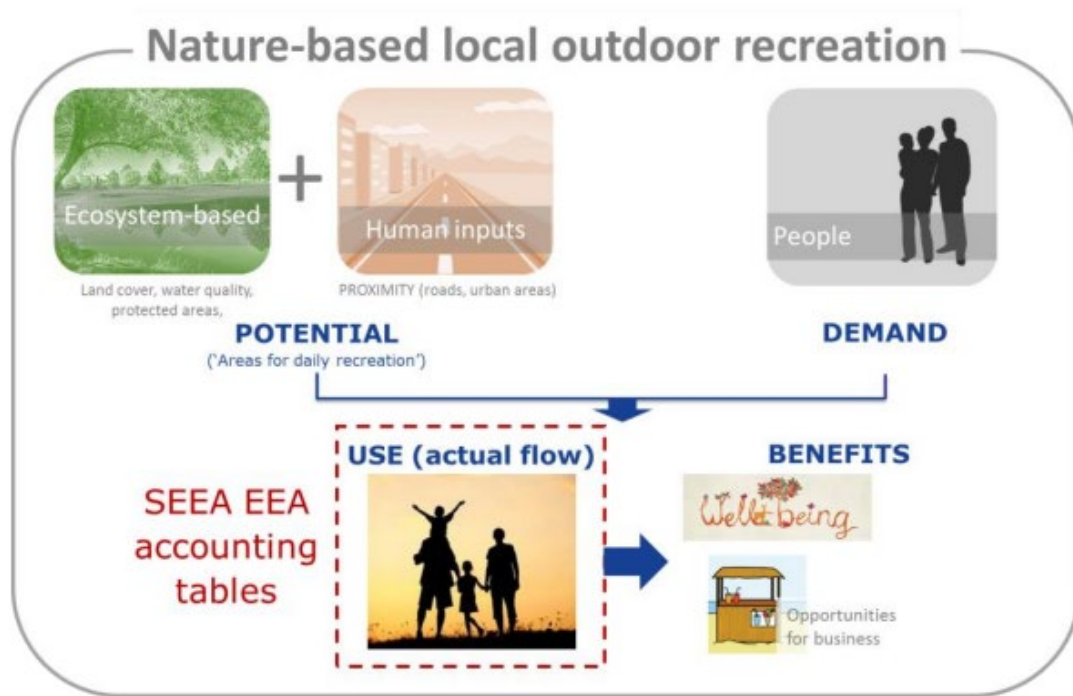 Nature-based local outdoor recreation
Ecosystem-based
+
Human inputs
People
Land cover, water quality,
protected areas,
PROXIMITY (roads, urban areas)
POTENTIAL
('Areas for daily recreation')
DEMAND
USE (actual flow)
BENEFITS
SEEA EEA
accounting
tables
Well being
Opportunities
for business